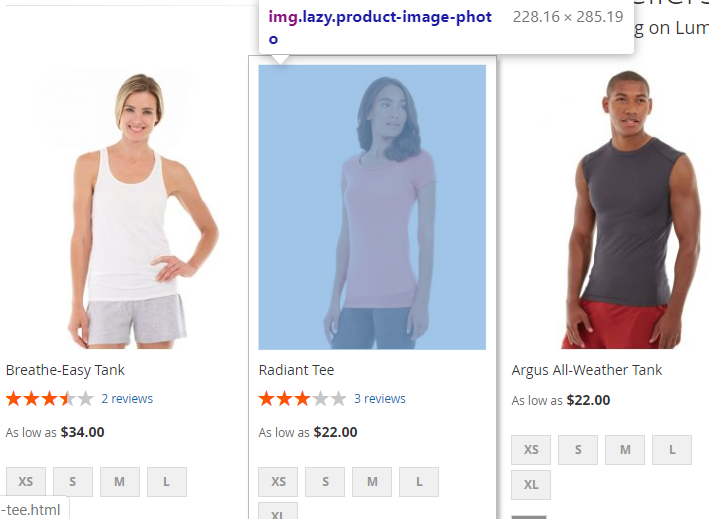 img.lazy.product-image-phot 228.16 × 285.19
o
g on Lum
Breathe-Easy Tank
2 reviews
As low as $34.00
XS S M L
Radiant Tee
3 reviews
As low as $22.00
XS S M L
XL
Argus All-Weather Tank
As low as $22.00
XS S M L
XL
-tee.html